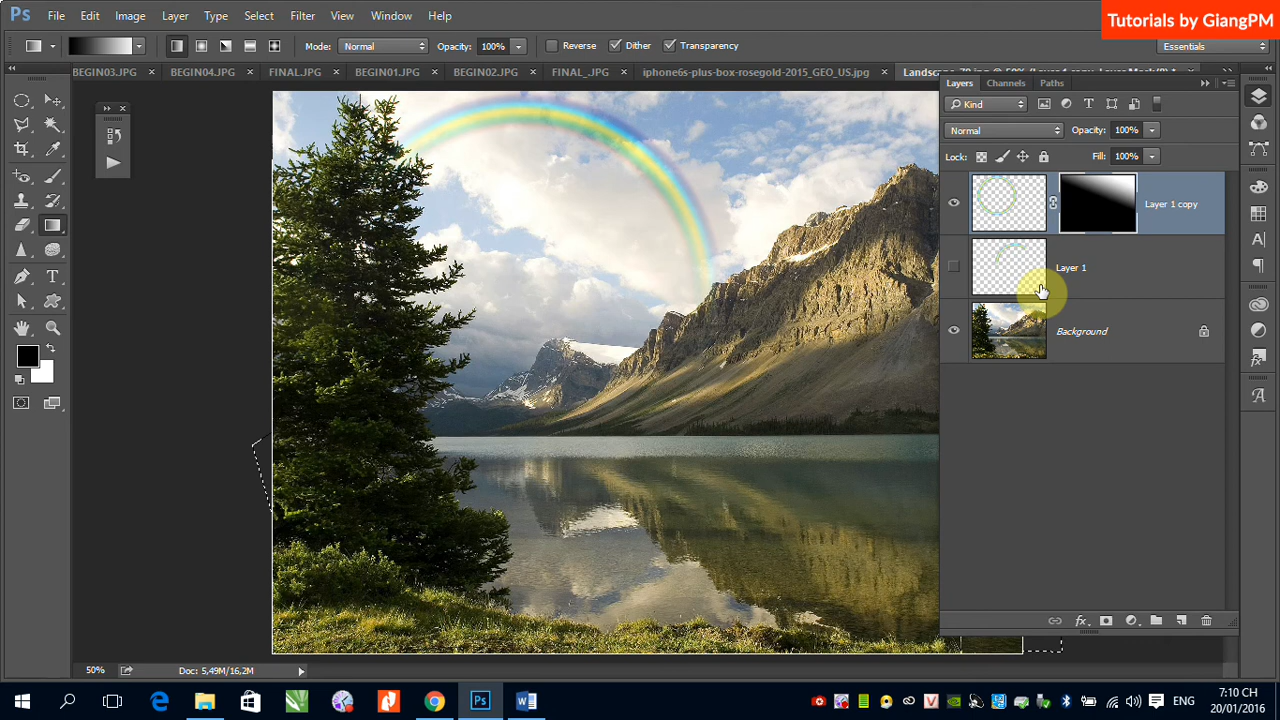 Tutorials by GiangPM
Ps File Edit Image Layer Type Select Filter View Window Help
Mode: Normal Opacity: 100% Reverse Dither Transparency Essentials
BEGIN03.JPG × BEGIN04.JPG × FINAL.JPG × BEGIN01.JPG × BEGIN02.JPG × FINAL_.JPG × iphone6s-plus-box-rosegold-2015_GEO_US.jpg ×
Layers Channels Paths
Kind
Normal Opacity: 100%
Lock: Fill: 100%
Layer 1 copy
Layer 1
Background
50% Doc: 5,49M/16,2M
ENG 7:10 CH
20/01/2016